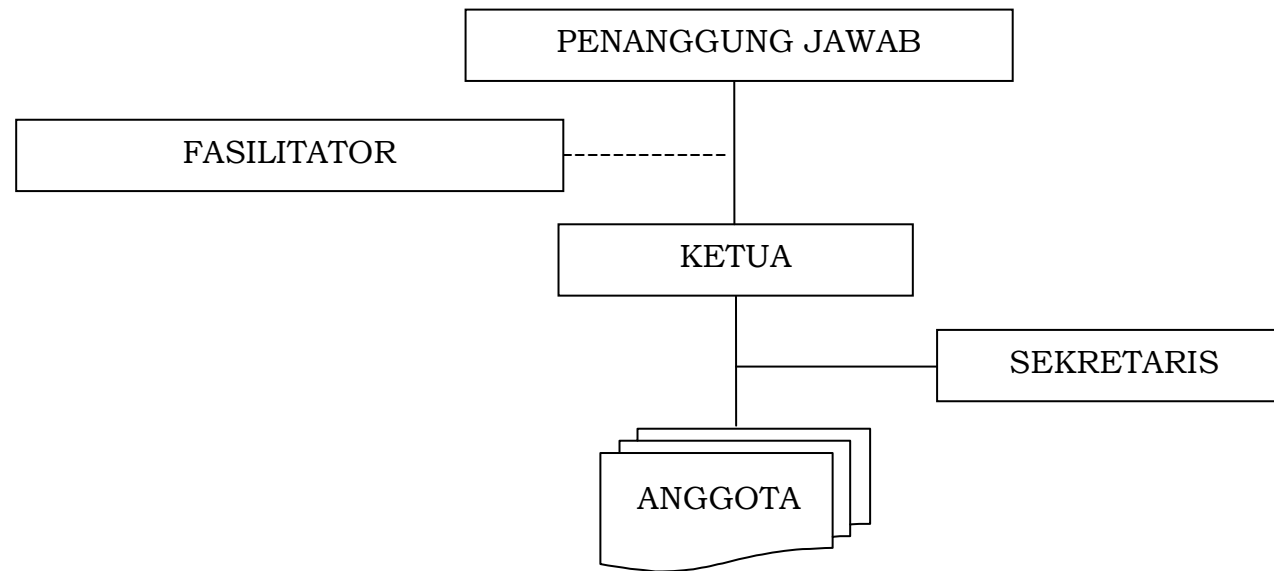 PENANGGUNG JAWAB
FASILITATOR
KETUA
SEKRETARIS
ANGGOTA